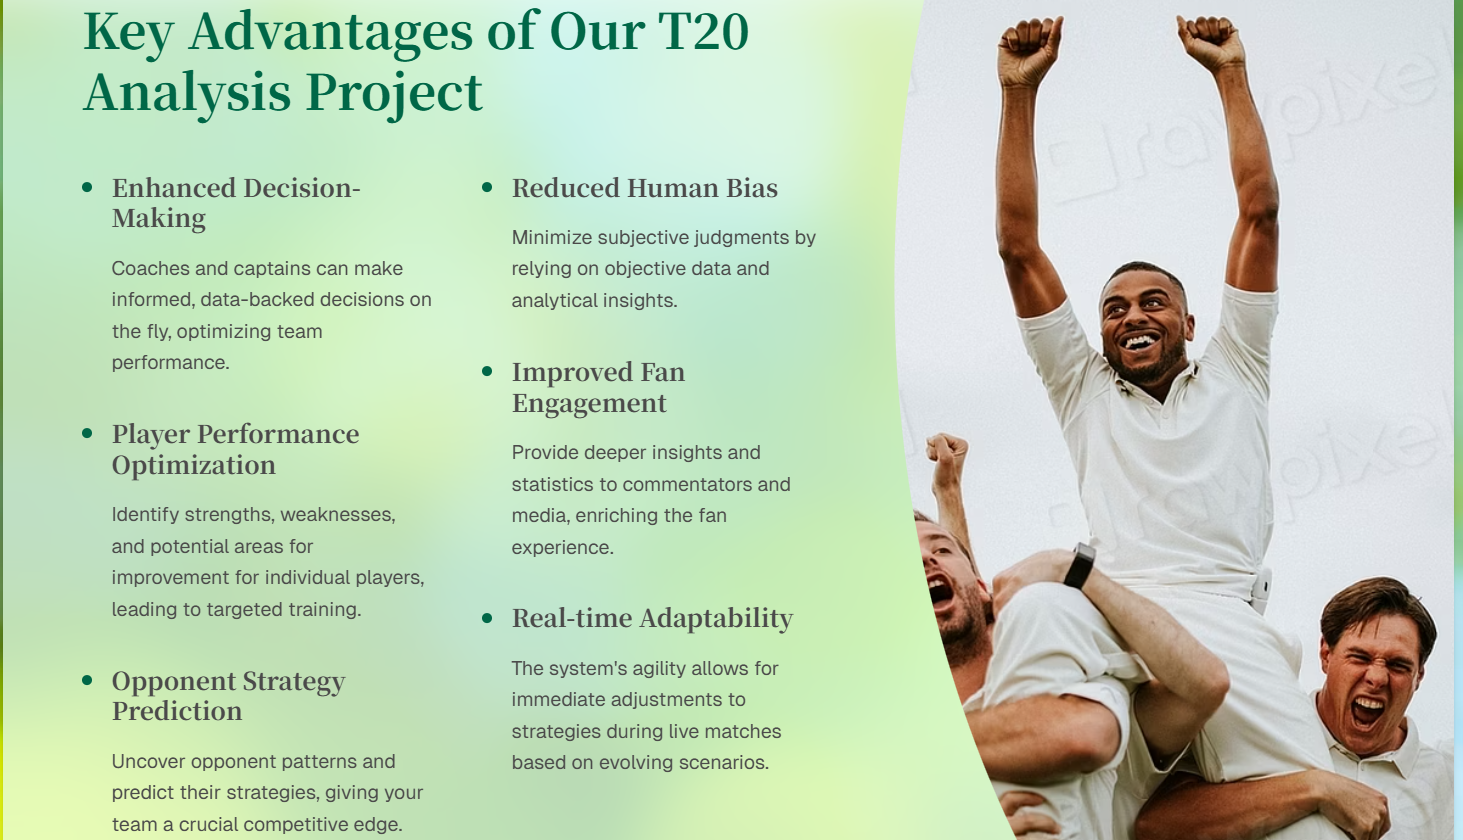 Key Advantages of Our T20
Analysis Project
Enhanced Decision-
Making
Coaches and captains can make
informed, data-backed decisions on
the fly, optimizing team
performance.
Player Performance
Optimization
Identify strengths, weaknesses,
and potential areas for
improvement for individual players,
leading to targeted training.
Opponent Strategy
Prediction
Uncover opponent patterns and
predict their strategies, giving your
team a crucial competitive edge.
Reduced Human Bias
Minimize subjective judgments by
relying on objective data and
analytical insights.
Improved Fan
Engagement
Provide deeper insights and
statistics to commentators and
media, enriching the fan
experience.
Real-time Adaptability
The system's agility allows for
immediate adjustments to
strategies during live matches
based on evolving scenarios.
rawpixel
rawpixel